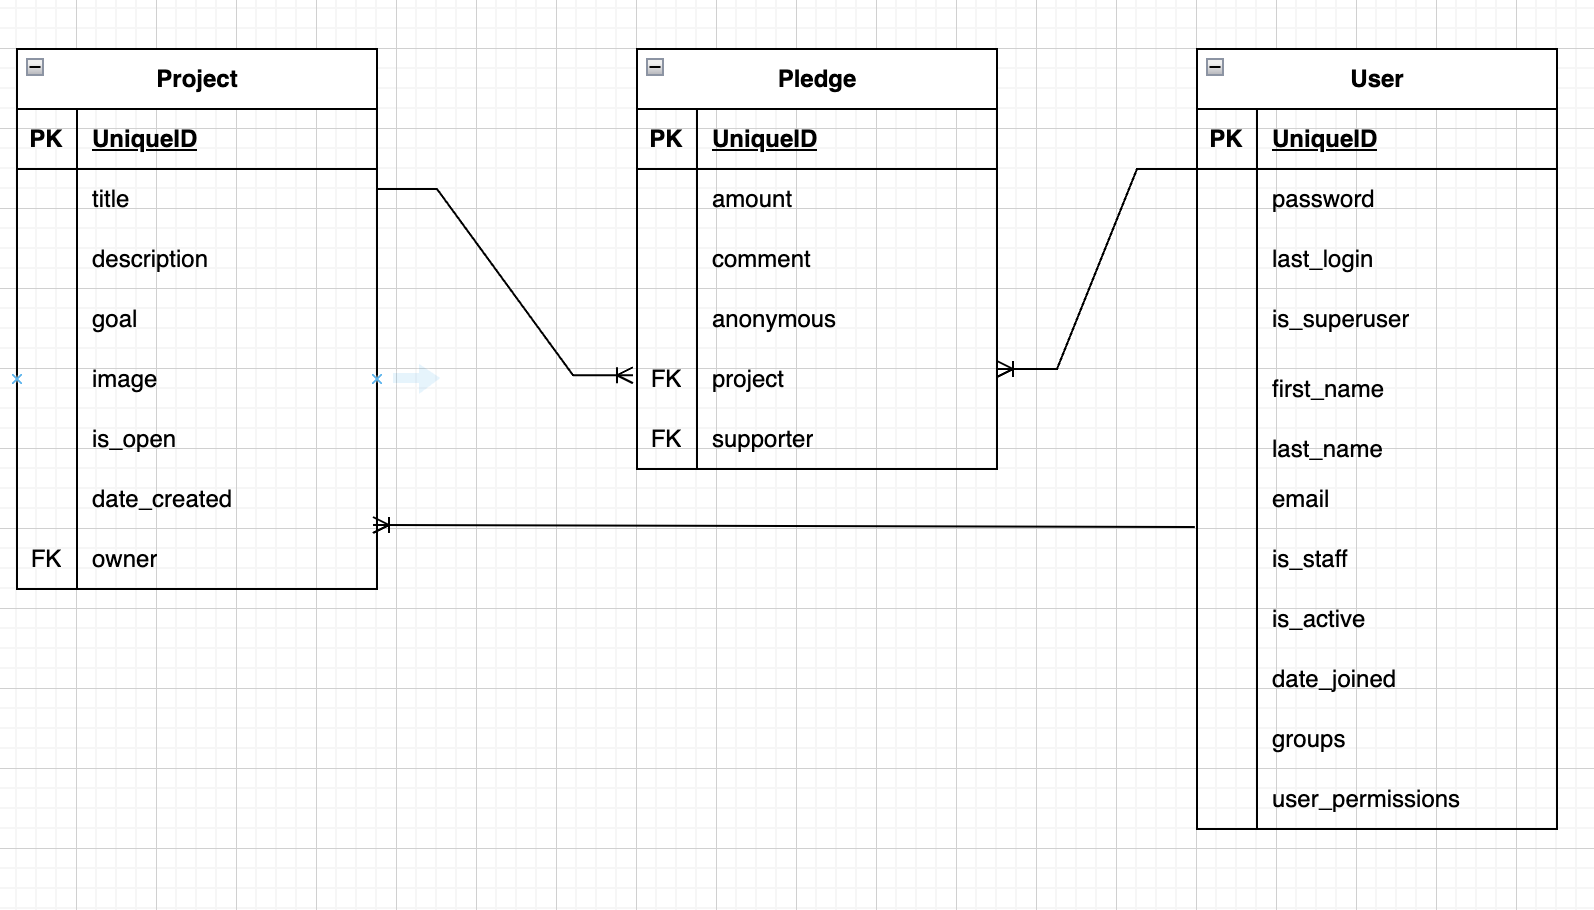 Project
PK UniqueID
title
description
goal
image
is_open
date_created
FK owner
Pledge
PK UniqueID
amount
comment
anonymous
FK project
FK supporter
User
PK UniqueID
password
last_login
is_superuser
first_name
last_name
email
is_staff
is_active
date_joined
groups
user_permissions